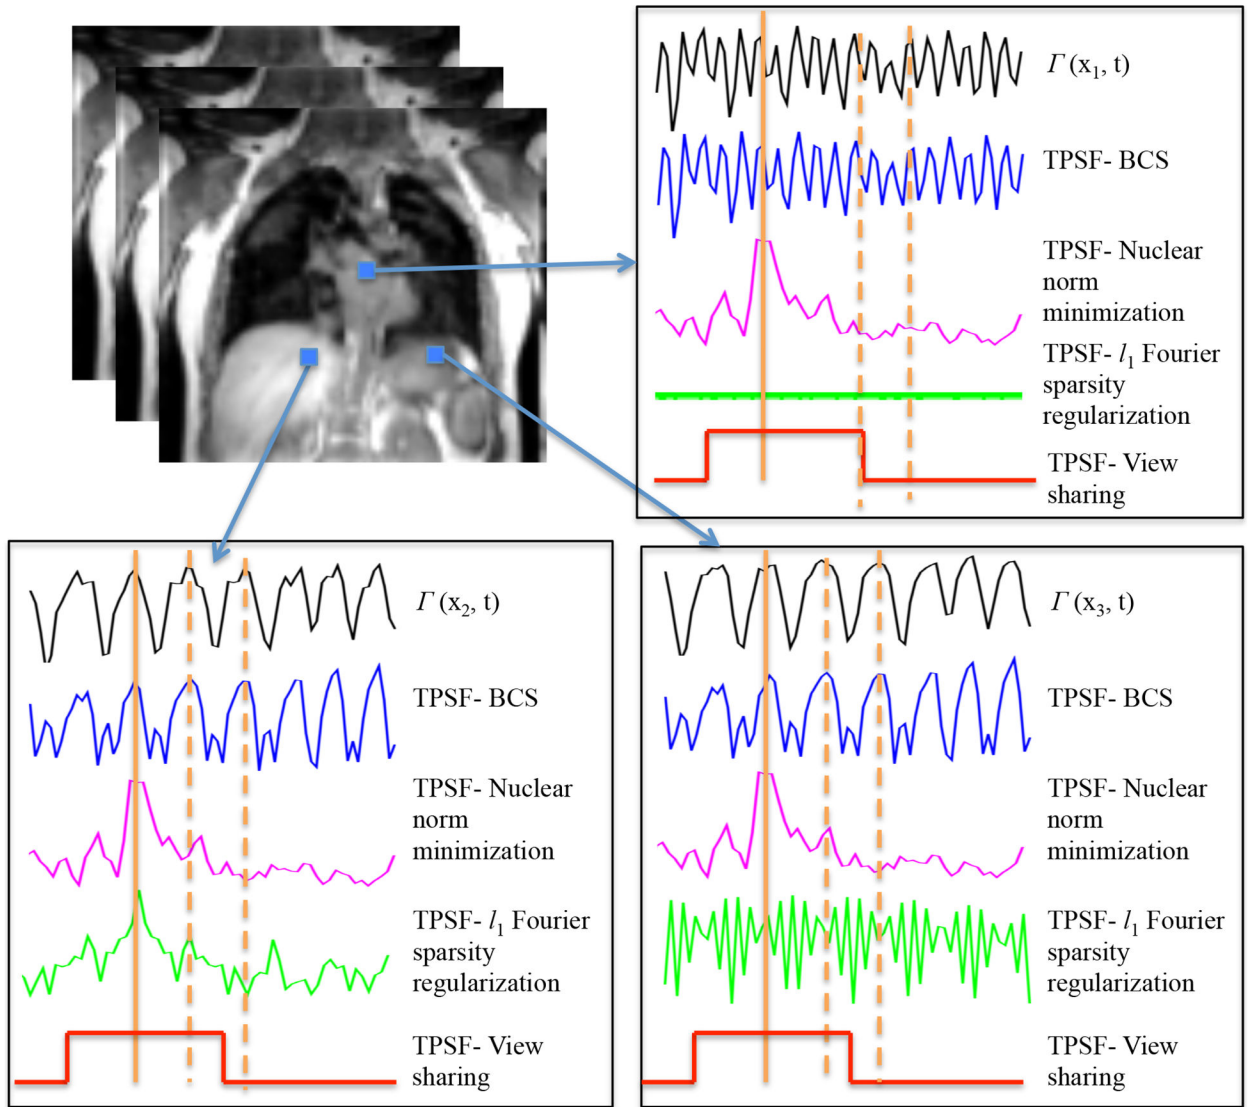 Γ (x₁, t)
TPSF- BCS
TPSF- Nuclear
norm
minimization
TPSF- l₁ Fourier
sparsity
regularization
TPSF- View
sharing
Γ (x₂, t)
TPSF- BCS
TPSF- Nuclear
norm
minimization
TPSF- l₁ Fourier
sparsity
regularization
TPSF- View
sharing
Γ (x₃, t)
TPSF- BCS
TPSF- Nuclear
norm
minimization
TPSF- l₁ Fourier
sparsity
regularization
TPSF- View
sharing